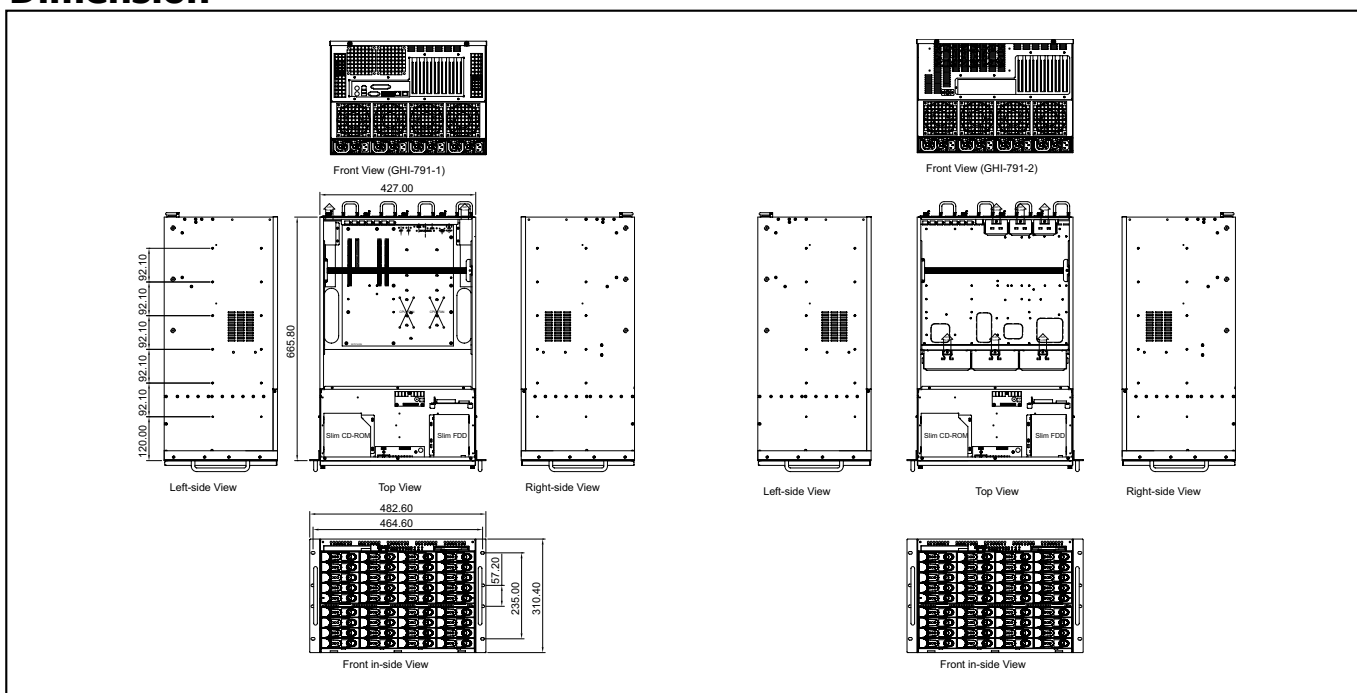 Dimension
Front View (GHI-791-1)
427.00
92.10
92.10
92.10
92.10
92.10
120.00
665.80
Slim CD-ROM
Slim FDD
Left-side View
Top View
Right-side View
482.60
464.60
57.20
235.00
310.40
Front in-side View
Front View (GHI-791-2)
Slim CD-ROM
Slim FDD
Left-side View
Top View
Right-side View
Front in-side View